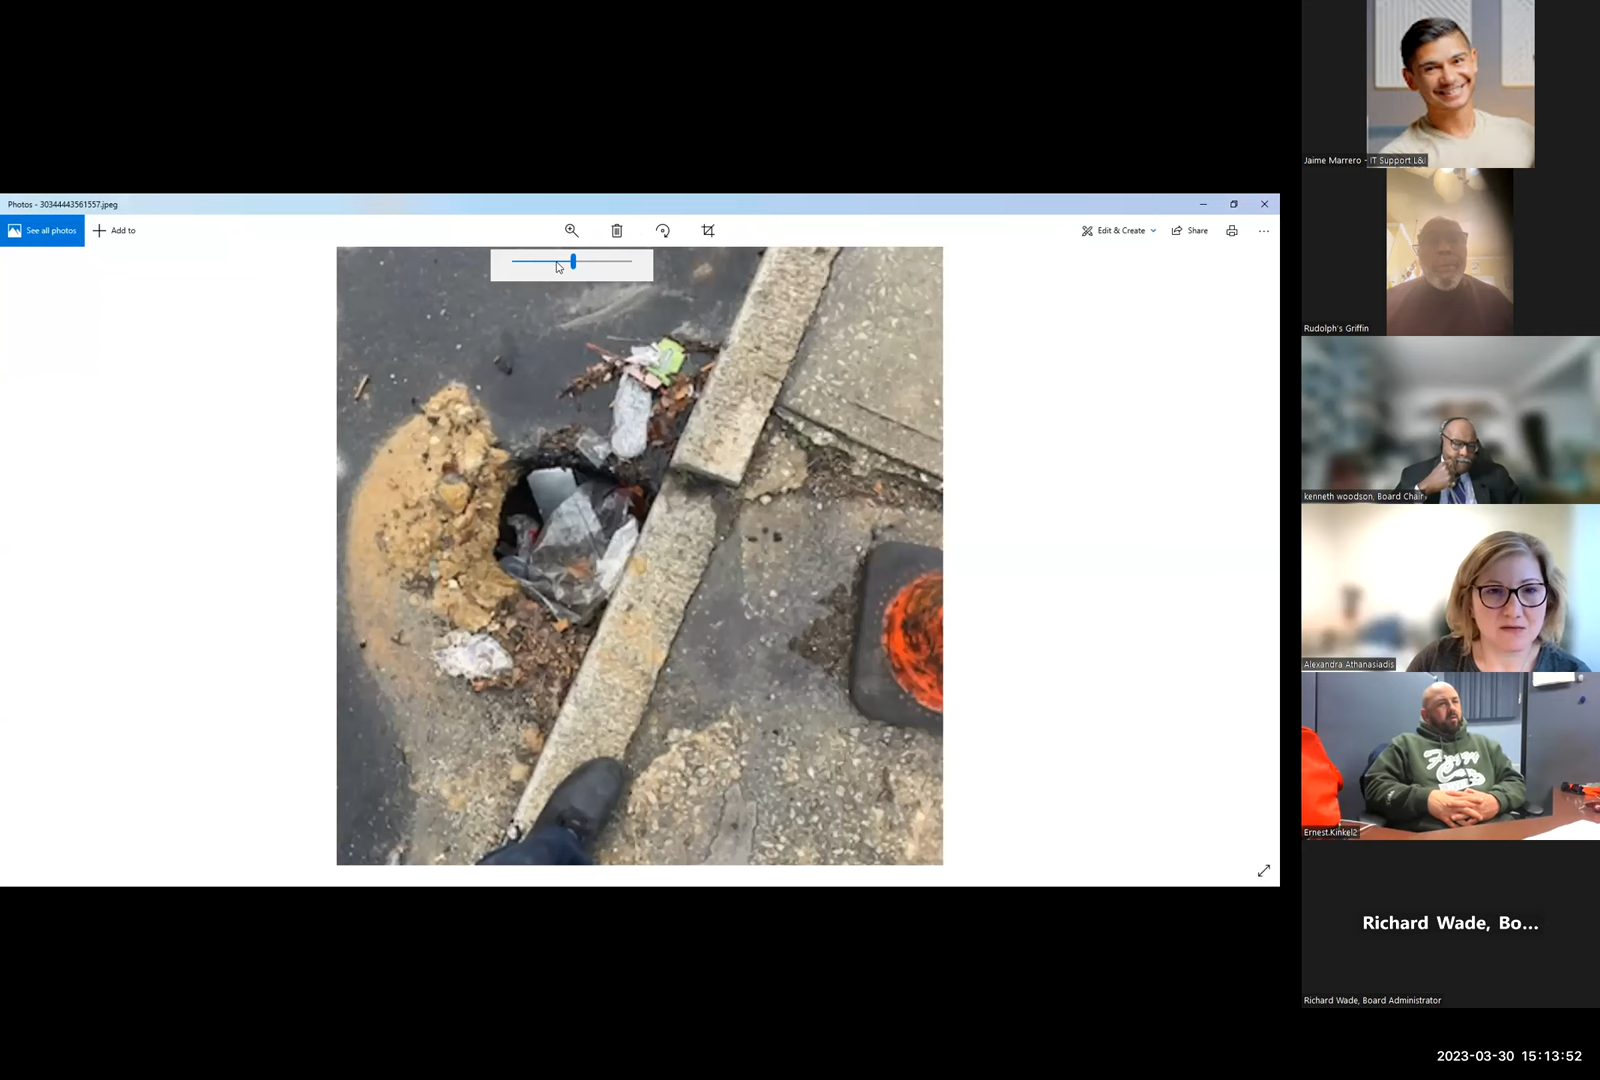 Photos - 30344443561557.jpeg
See all photos
Add to
Edit & Create
Share
Jaime Marrero - IT Support L&I
Rudolph's Griffin
kenneth woodson, Board Chair
Alexandra Athanasiadis
Ernest.Kinkel2
Richard Wade, Bo...
Richard Wade, Board Administrator
2023-03-30 15:13:52